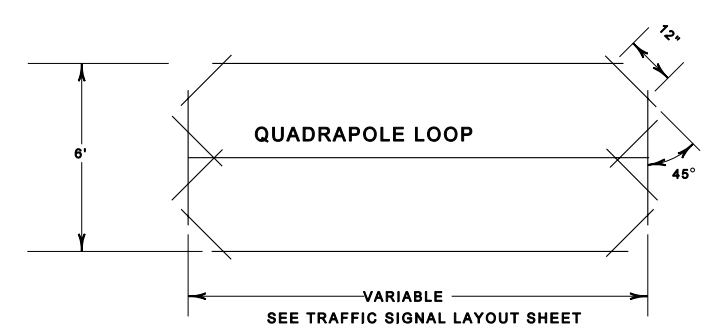 12"
QUADRAPOLE LOOP
6'
45°
VARIABLE
SEE TRAFFIC SIGNAL LAYOUT SHEET